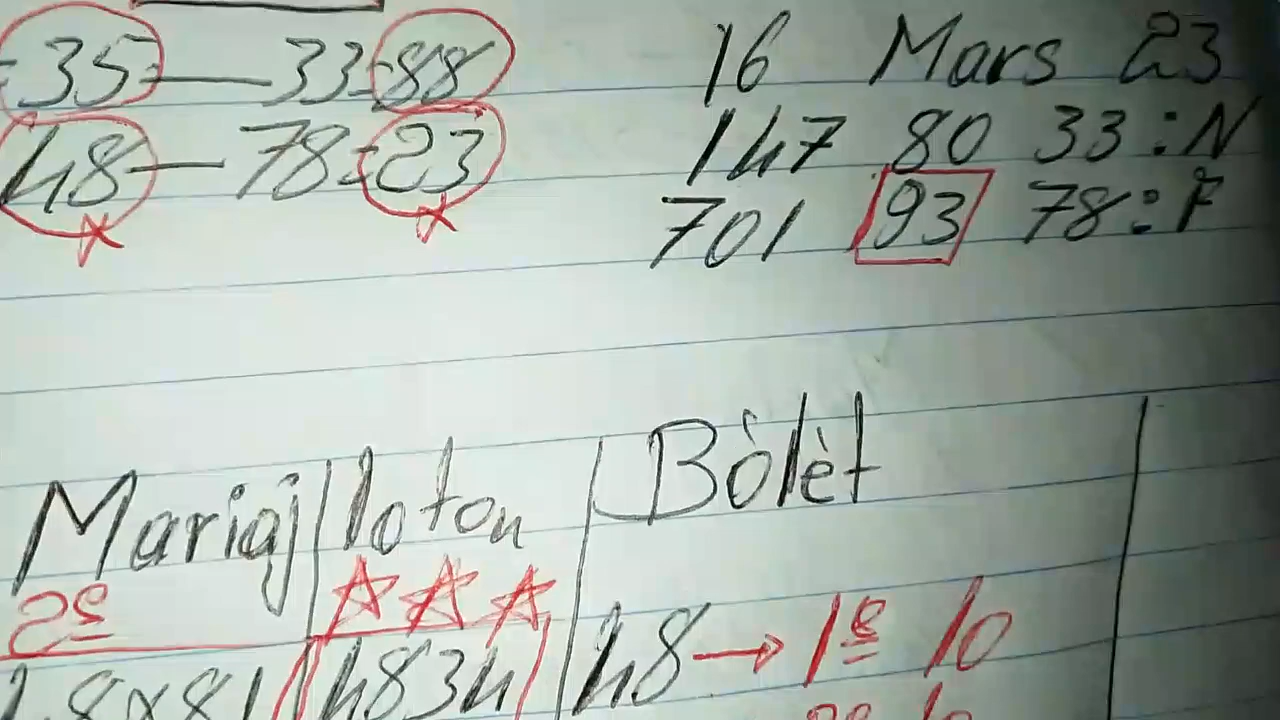 35 — 33=88
48 — 78=23
16 Mars 23
147 80 33 : N
701 93 78 : F
Mariaj loto4 Bòlèt
2e
4834 48 → 1e 10